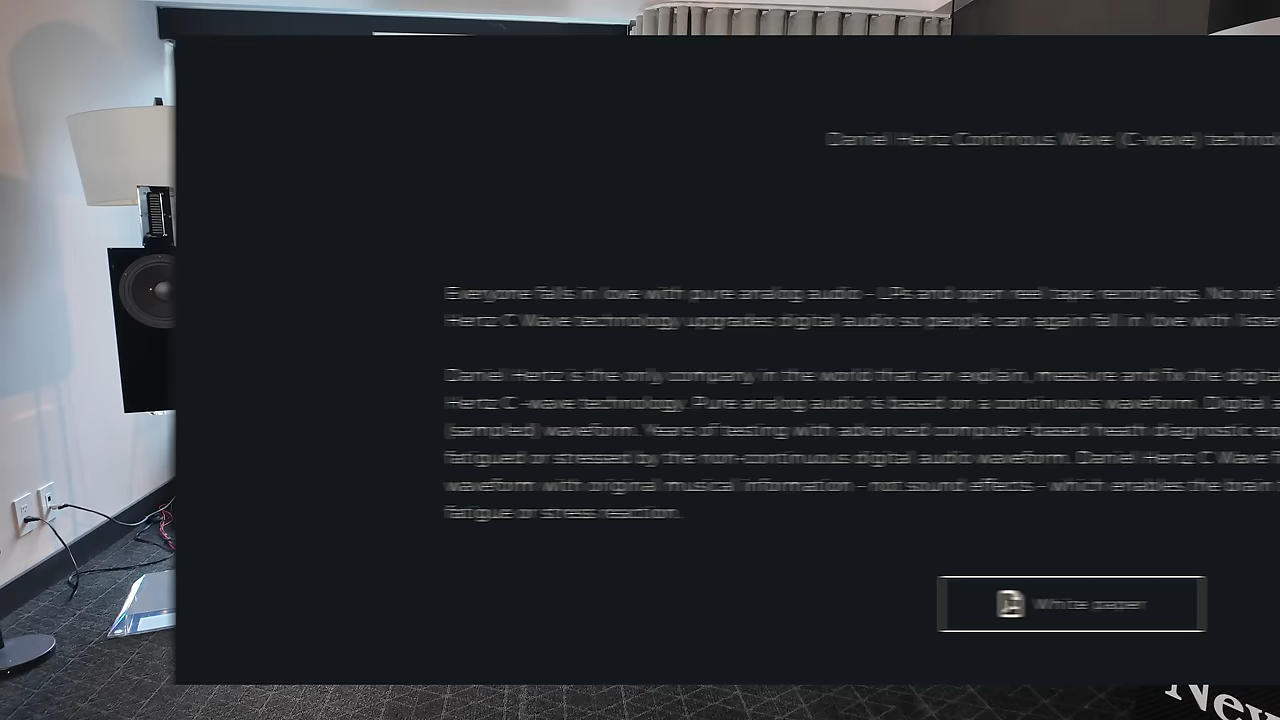 Daniel Hertz Continous Wave (C-wave)
Everyone falls in love with pure analog audio - LPs and open reel tape recordings. No one
Hertz C Wave technology upgrades digital audio so people can again fall in love with
Daniel Hertz is the only company in the world that can explain, measure and fix the
Hertz C -wave technology. Pure analog audio is based on a continuous waveform. Digital
(sampled) waveform. Years of testing with advanced computer-based heath diagnostic
fatigued or stressed by the non-continuous digital audio waveform. Daniel Hertz C Wave
waveform with original musical information - not sound effects - which enables the brain
fatigue or stress reaction.
White paper